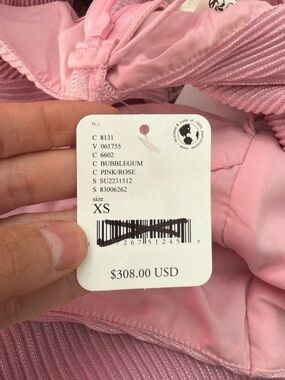 C 8131
V 061755
C 6602
C BUBBLEGUM
C PINK/ROSE
S SU2231512
S 83006262
size
XS
$308.00 USD